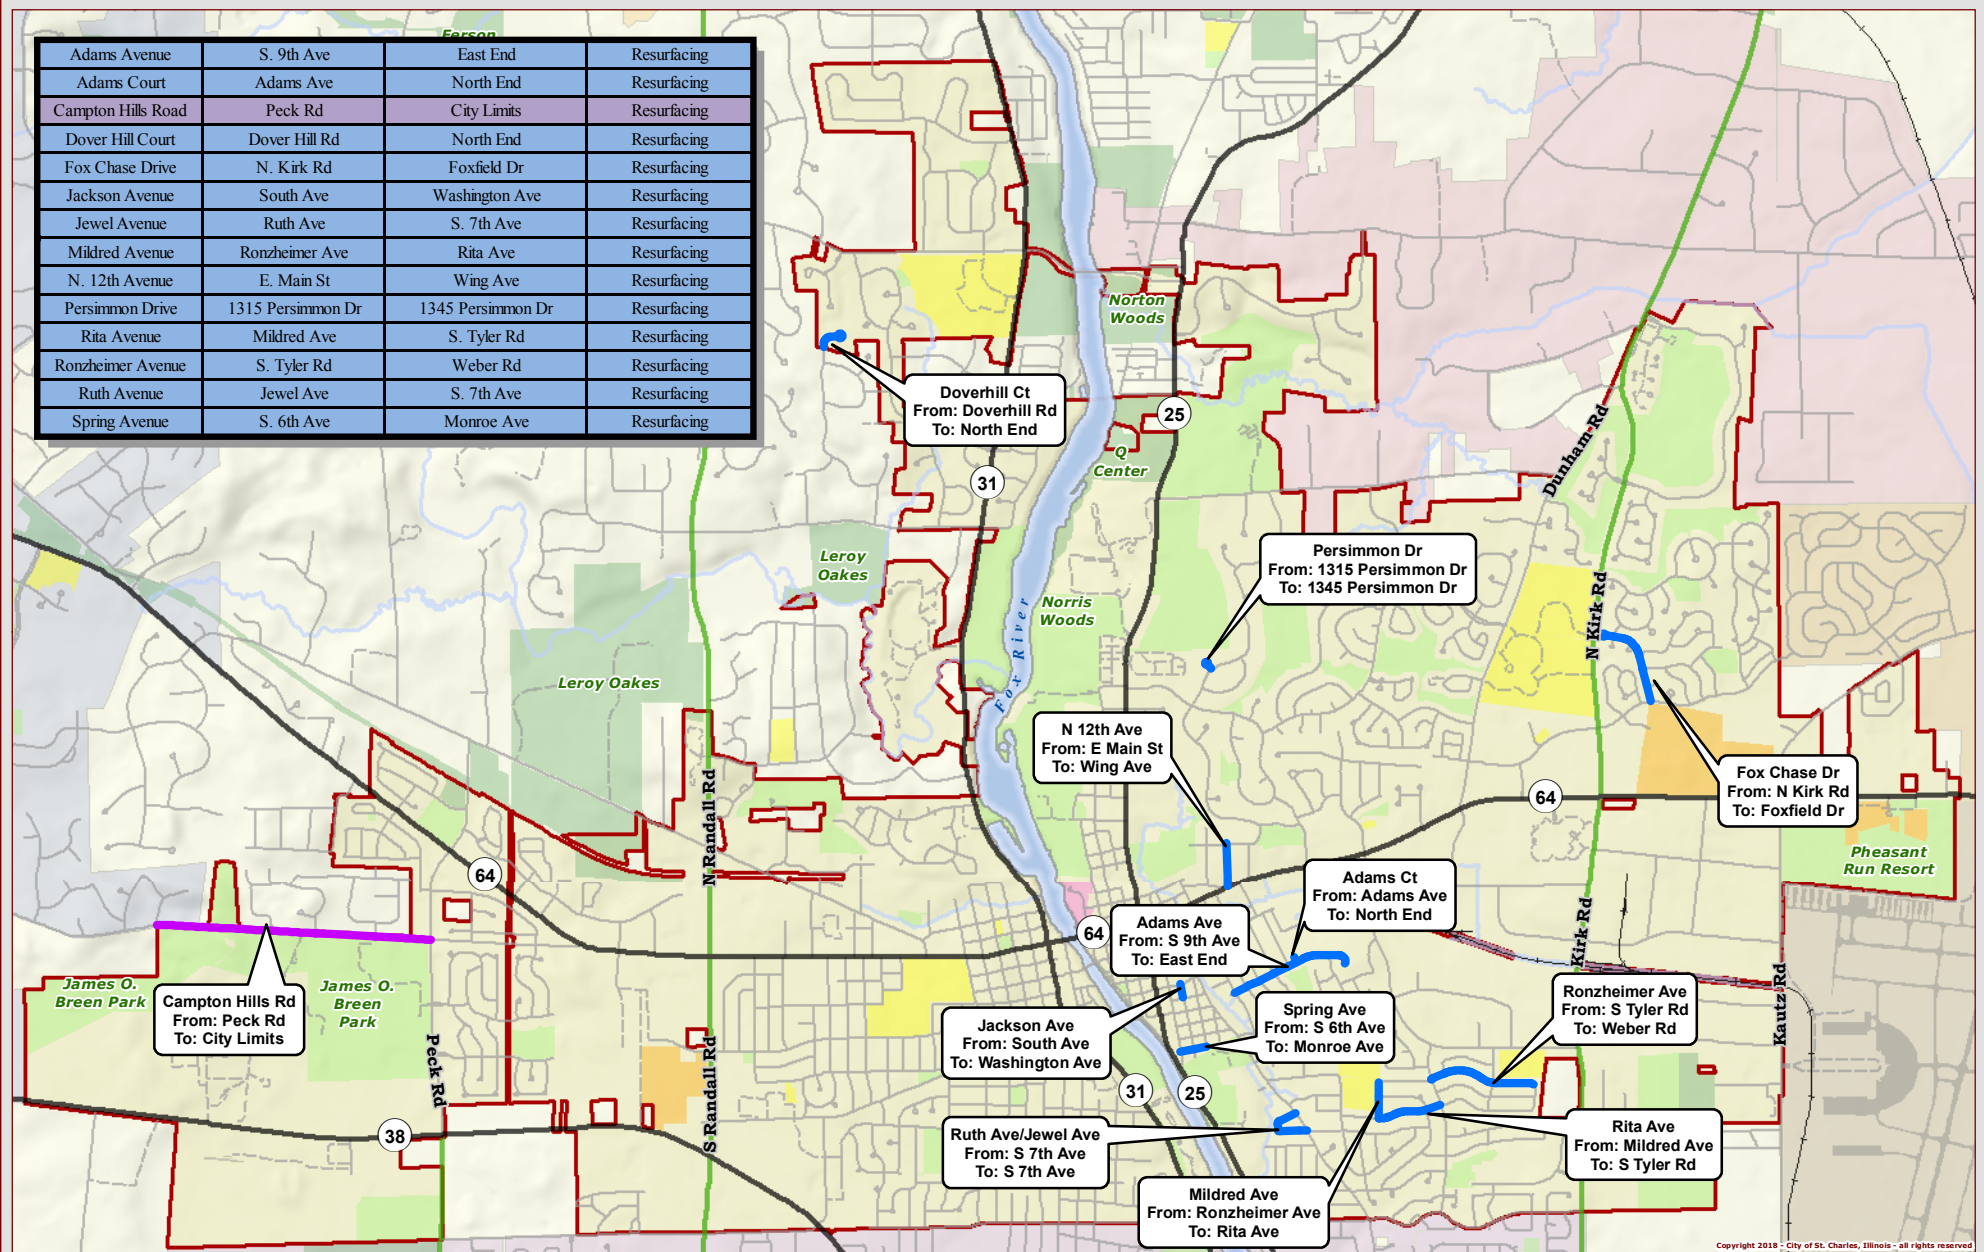 Ferson
Adams Avenue S. 9th Ave East End Resurfacing
Adams Court Adams Ave North End Resurfacing
Campton Hills Road Peck Rd City Limits Resurfacing
Dover Hill Court Dover Hill Rd North End Resurfacing
Fox Chase Drive N. Kirk Rd Foxfield Dr Resurfacing
Jackson Avenue South Ave Washington Ave Resurfacing
Jewel Avenue Ruth Ave S. 7th Ave Resurfacing
Mildred Avenue Ronzheimer Ave Rita Ave Resurfacing
N. 12th Avenue E. Main St Wing Ave Resurfacing
Persimmon Drive 1315 Persimmon Dr 1345 Persimmon Dr Resurfacing
Rita Avenue Mildred Ave S. Tyler Rd Resurfacing
Ronzheimer Avenue S. Tyler Rd Weber Rd Resurfacing
Ruth Avenue Jewel Ave S. 7th Ave Resurfacing
Spring Avenue S. 6th Ave Monroe Ave Resurfacing
Norton
Woods
Doverhill Ct
From: Doverhill Rd
To: North End
25
Dunham Rd
Q
Center
31
Leroy
Oakes
Persimmon Dr
From: 1315 Persimmon Dr
To: 1345 Persimmon Dr
Norris
Woods
Fox River
N Kirk Rd
Leroy Oakes
N 12th Ave
From: E Main St
To: Wing Ave
Fox Chase Dr
From: N Kirk Rd
To: Foxfield Dr
64
N Randall Rd
Pheasant
Run Resort
64
Adams Ct
From: Adams Ave
To: North End
Adams Ave
From: S 9th Ave
To: East End
64
Kirk Rd
Kautz Rd
James O.
Breen Park
James O.
Breen
Park
Campton Hills Rd
From: Peck Rd
To: City Limits
Ronzheimer Ave
From: S Tyler Rd
To: Weber Rd
Spring Ave
From: S 6th Ave
To: Monroe Ave
Jackson Ave
From: South Ave
To: Washington Ave
Peck Rd
S Randall Rd
31
25
38
Ruth Ave/Jewel Ave
From: S 7th Ave
To: S 7th Ave
Rita Ave
From: Mildred Ave
To: S Tyler Rd
Mildred Ave
From: Ronzheimer Ave
To: Rita Ave
Copyright 2018 - City of St. Charles, Illinois - all rights reserved